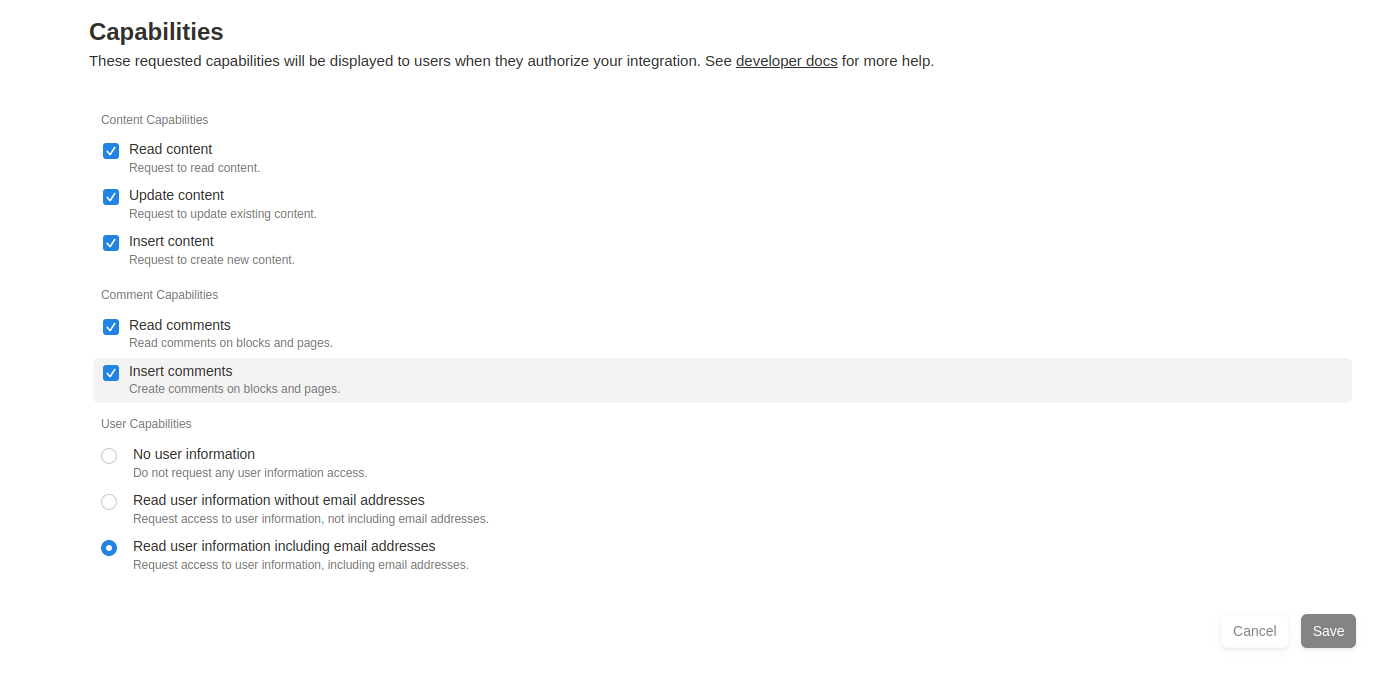 Capabilities
These requested capabilities will be displayed to users when they authorize your integration. See developer docs for more help.
Content Capabilities
Read content
Request to read content.
Update content
Request to update existing content.
Insert content
Request to create new content.
Comment Capabilities
Read comments
Read comments on blocks and pages.
Insert comments
Create comments on blocks and pages.
User Capabilities
No user information
Do not request any user information access.
Read user information without email addresses
Request access to user information, not including email addresses.
Read user information including email addresses
Request access to user information, including email addresses.
Cancel Save